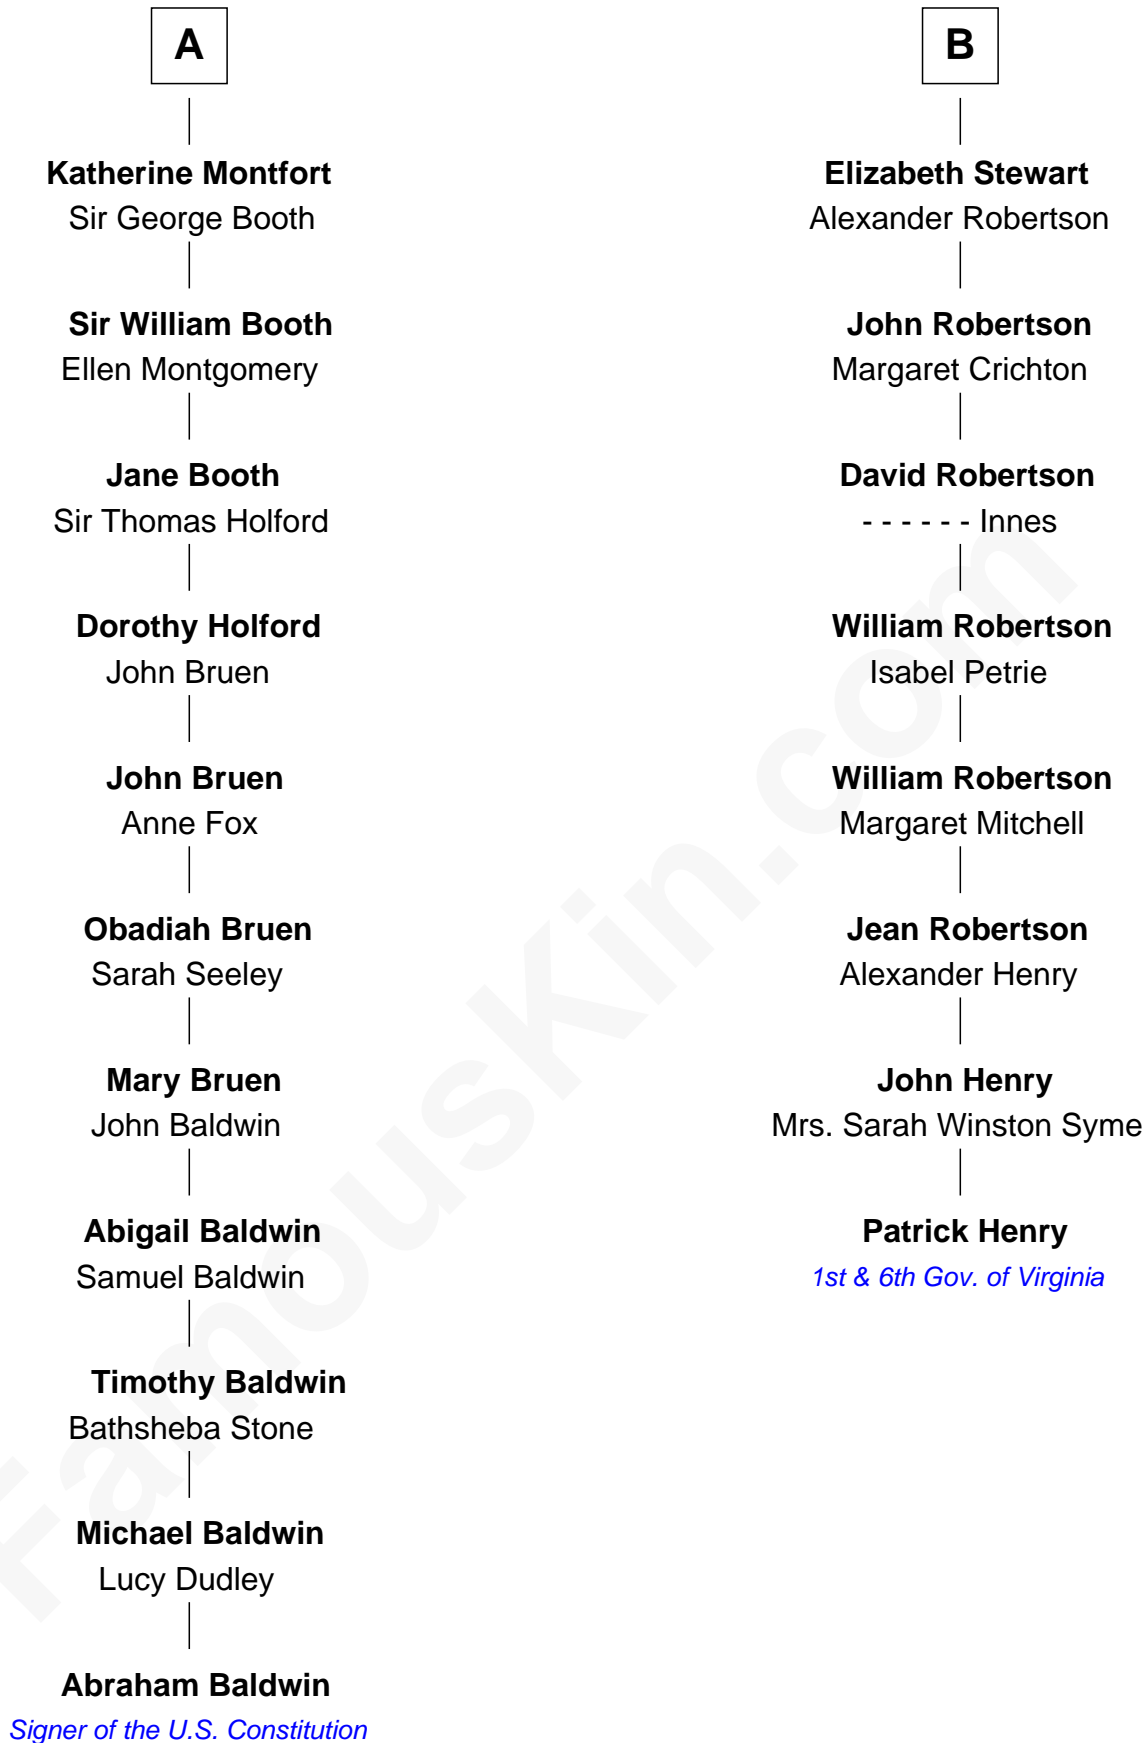 A
Katherine Montfort
Sir George Booth
Sir William Booth
Ellen Montgomery
Jane Booth
Sir Thomas Holford
Dorothy Holford
John Bruen
John Bruen
Anne Fox
Obadiah Bruen
Sarah Seeley
Mary Bruen
John Baldwin
Abigail Baldwin
Samuel Baldwin
Timothy Baldwin
Bathsheba Stone
Michael Baldwin
Lucy Dudley
Abraham Baldwin
Signer of the U.S. Constitution
B
Elizabeth Stewart
Alexander Robertson
John Robertson
Margaret Crichton
David Robertson
- - - - - - Innes
William Robertson
Isabel Petrie
William Robertson
Margaret Mitchell
Jean Robertson
Alexander Henry
John Henry
Mrs. Sarah Winston Syme
Patrick Henry
1st & 6th Gov. of Virginia
FamousKin.com